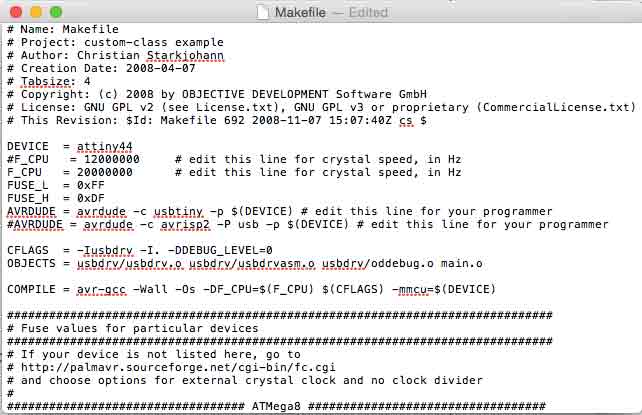 Makefile — Edited
# Name: Makefile
# Project: custom-class example
# Author: Christian Starkjohann
# Creation Date: 2008-04-07
# Tabsize: 4
# Copyright: (c) 2008 by OBJECTIVE DEVELOPMENT Software GmbH
# License: GNU GPL v2 (see License.txt), GNU GPL v3 or proprietary (CommercialLicense.txt)
# This Revision: $Id: Makefile 692 2008-11-07 15:07:40Z cs $
DEVICE  = attiny44
#F_CPU   = 12000000     # edit this line for crystal speed, in Hz
F_CPU   = 20000000     # edit this line for crystal speed, in Hz
FUSE_L  = 0xFF
FUSE_H  = 0xDF
AVRDUDE = avrdude -c usbtiny -p $(DEVICE) # edit this line for your programmer
#AVRDUDE = avrdude -c avrisp2 -P usb -p $(DEVICE) # edit this line for your programmer
CFLAGS  = -Iusbdrv -I. -DDEBUG_LEVEL=0
OBJECTS = usbdrv/usbdrv.o usbdrv/usbdrvasm.o usbdrv/oddebug.o main.o
COMPILE = avr-gcc -Wall -Os -DF_CPU=$(F_CPU) $(CFLAGS) -mmcu=$(DEVICE)
##############################################################################
# Fuse values for particular devices
##############################################################################
# If your device is not listed here, go to
# http://palmavr.sourceforge.net/cgi-bin/fc.cgi
# and choose options for external crystal clock and no clock divider
#
################################## ATMega8 ##################################